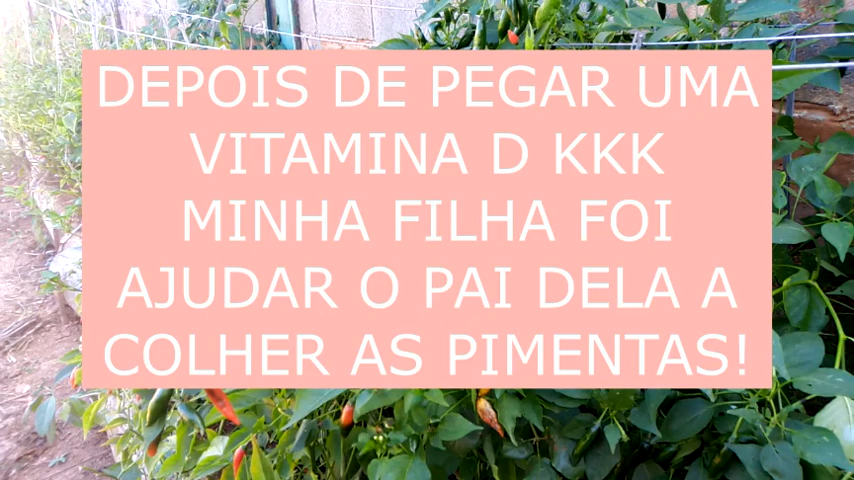 DEPOIS DE PEGAR UMA
VITAMINA D KKK
MINHA FILHA FOI
AJUDAR O PAI DELA A
COLHER AS PIMENTAS!